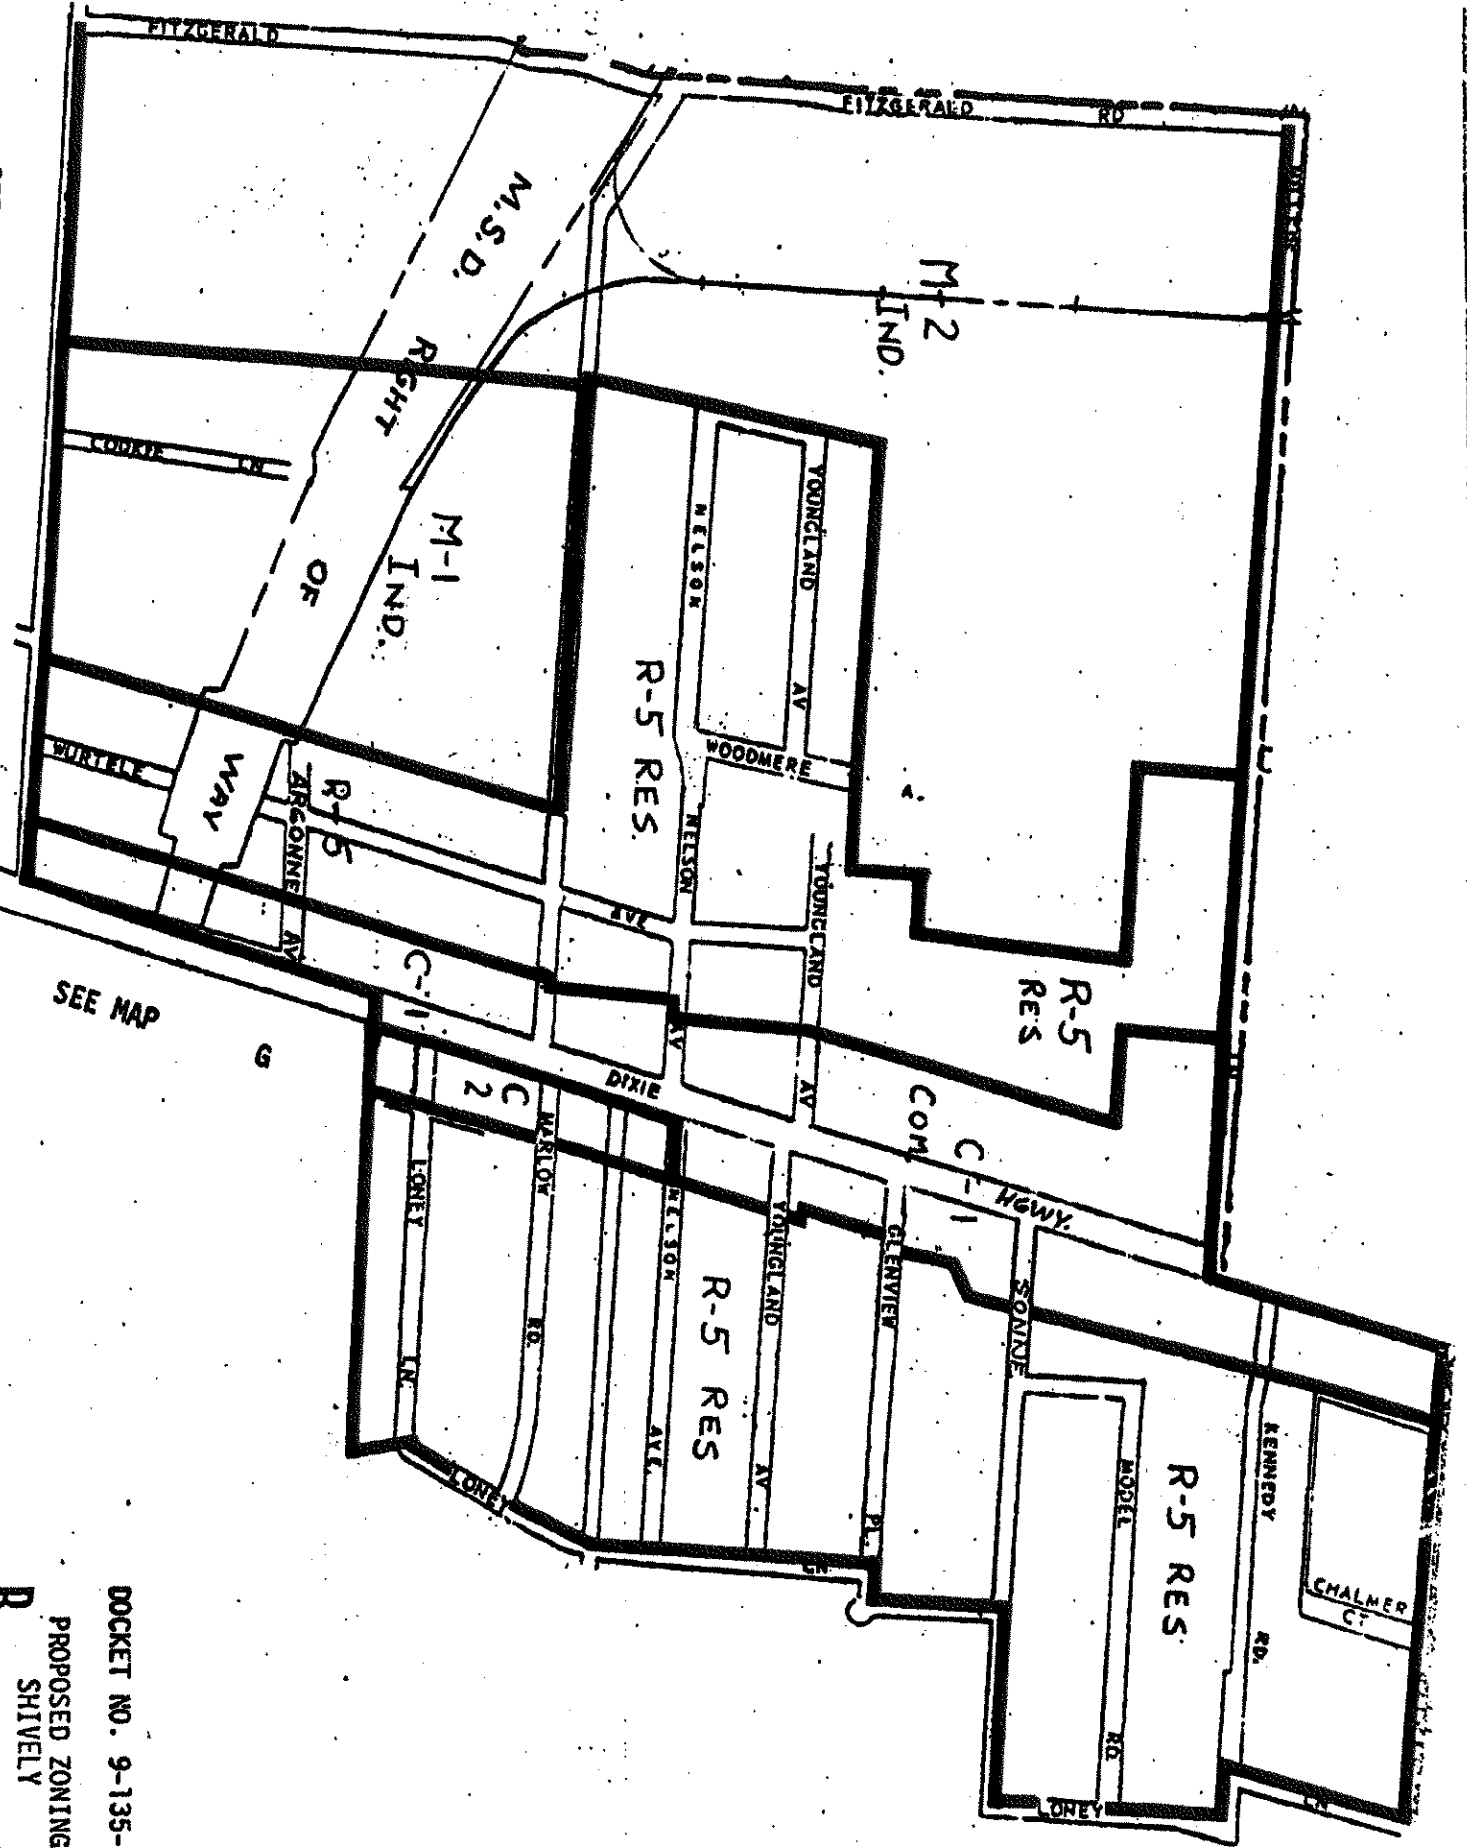 FITZGERALD
FITZGERALD RD
M.S.D.
RIGHT
OF
WAY
M-2
IND.
COOKIE LN
M-1
IND.
NELSON
YOUNGLAND
AV
WOODMERE
R-5 RES.
WURTELE
AVE
ARGONNE AV
R-5
NELSON
AV
YOUNGLAND
AV
R-5
RES
C-1
C-1
COM
SEE MAP
G
C
2
DIXIE
HGWY.
LONEY
LN.
MARLOW
RD.
NELSON
AVE.
YOUNGLAND
AV
GLENVIEW
PL.
R-5 RES
SONNE
MODEL
RD.
KENNEDY
RD.
R-5 RES
CHALMER
CT
LONEY
LN
LONEY
LN
DOCKET NO. 9-135-
PROPOSED ZONING
SHIVELY